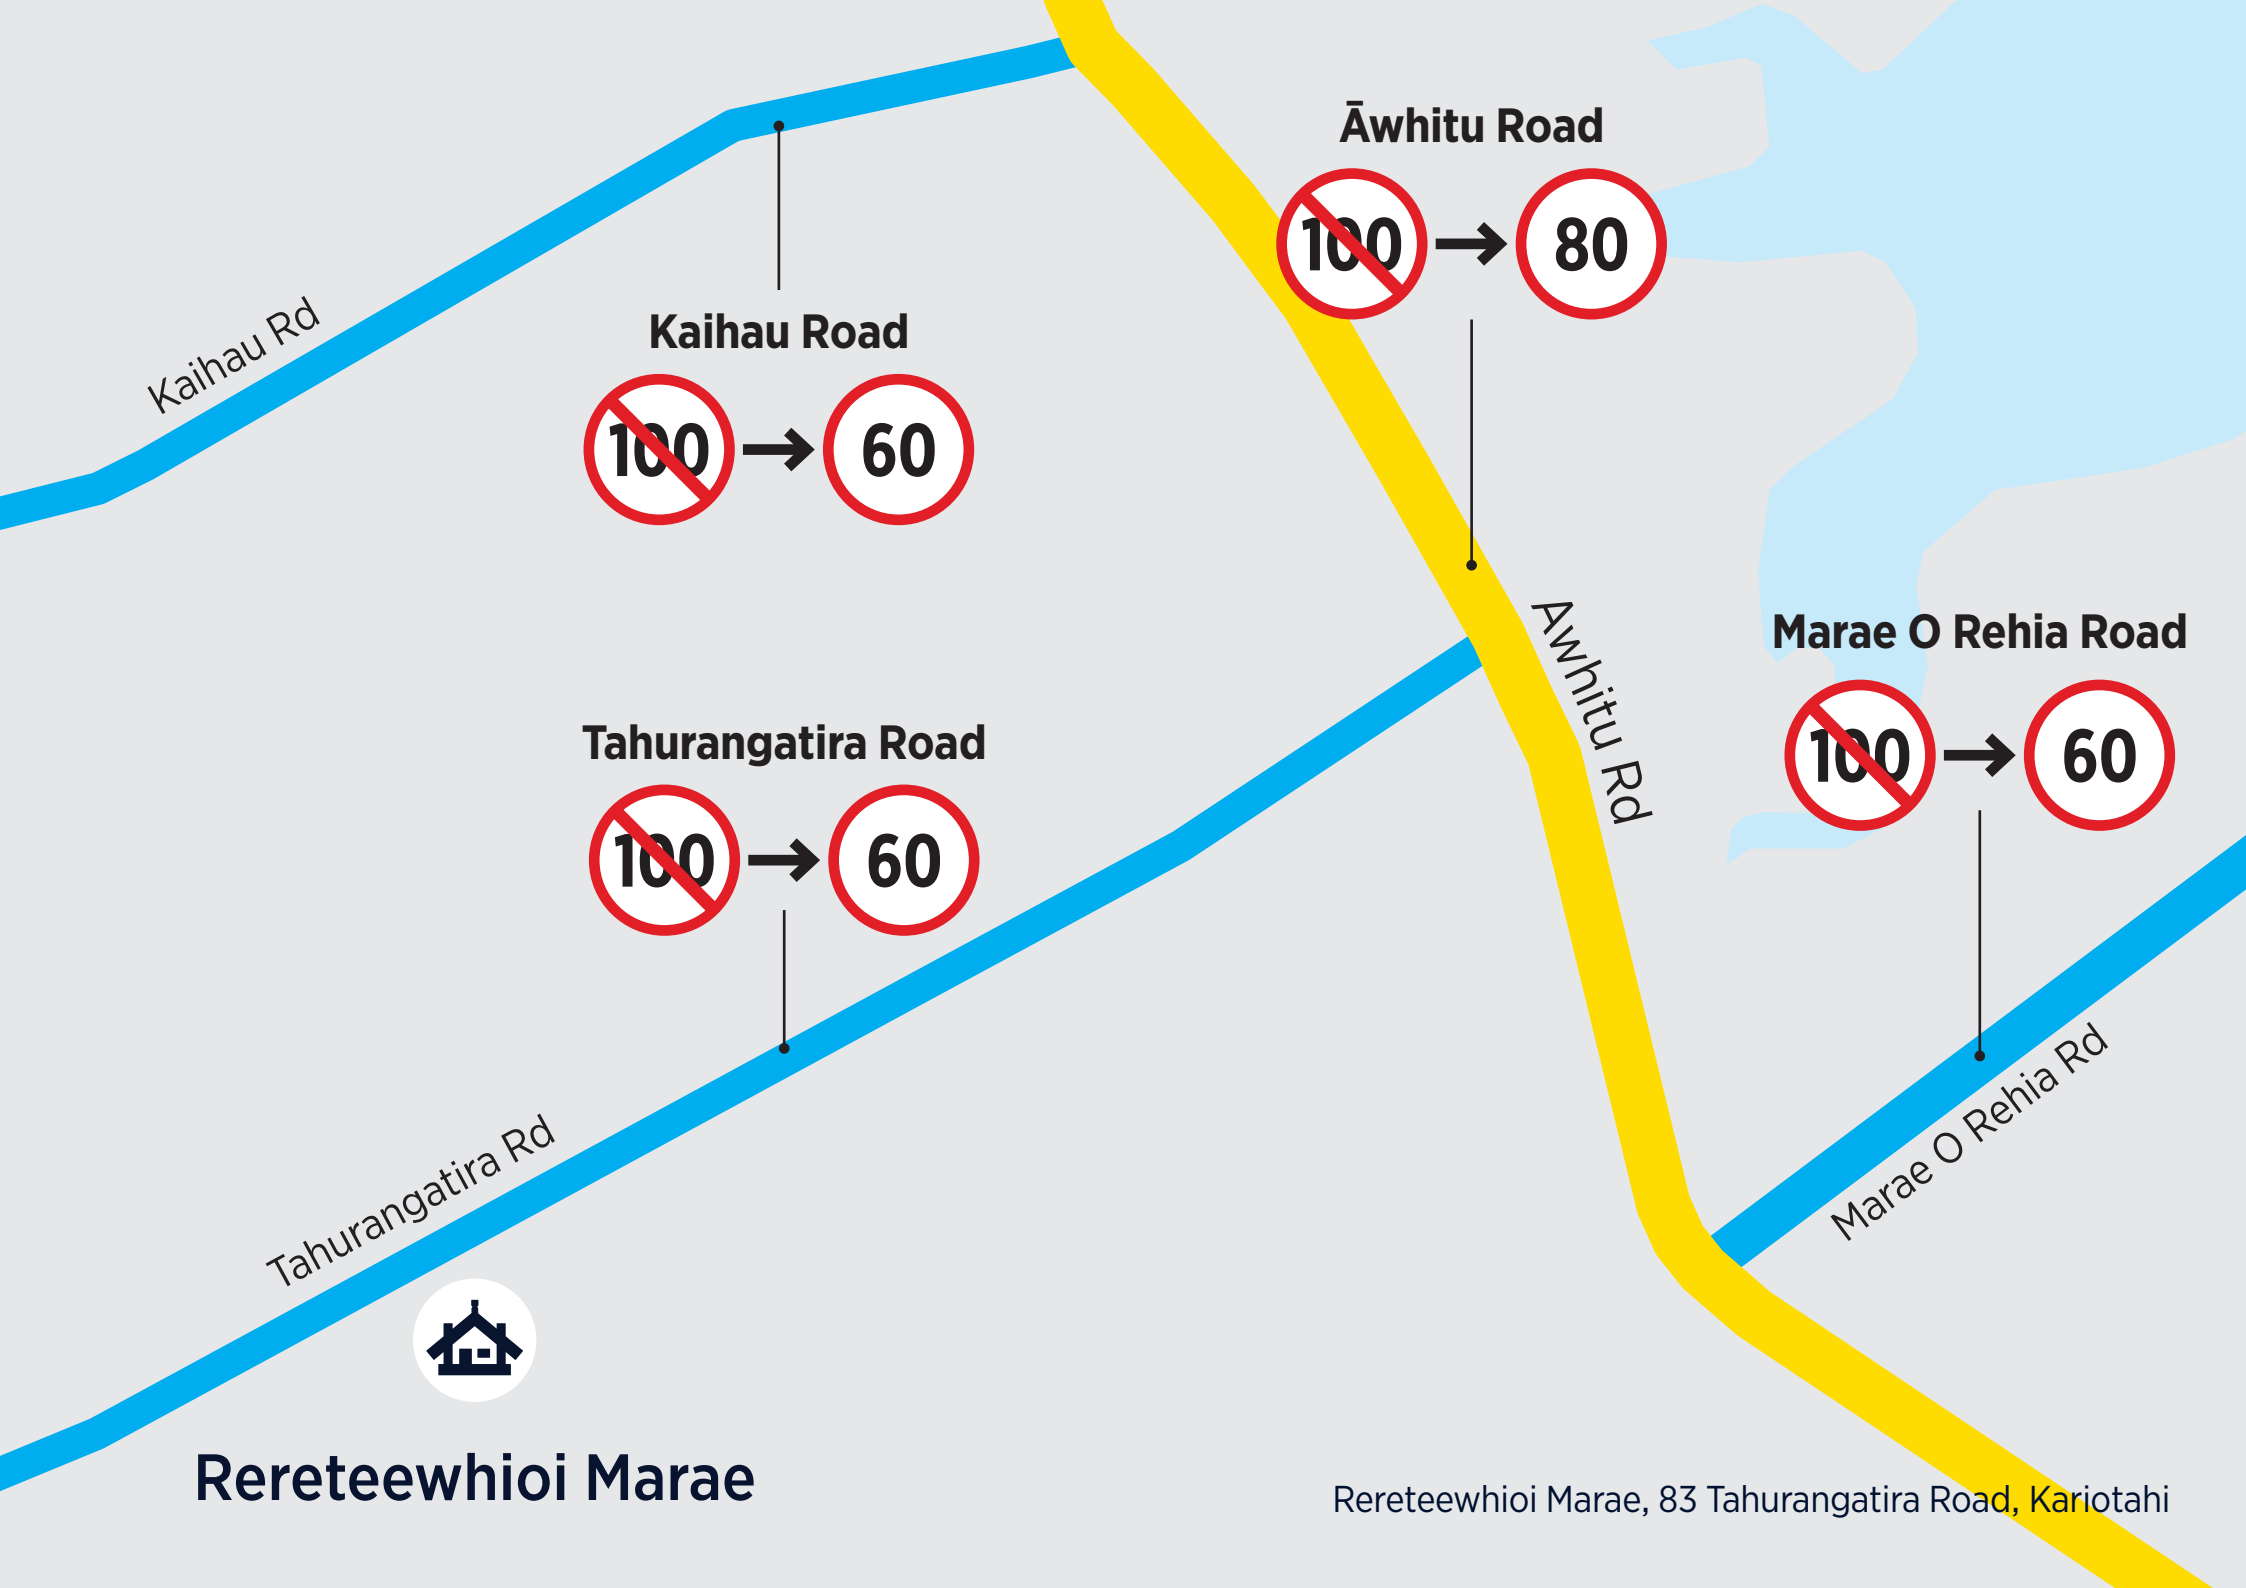 Āwhitu Road
100 → 80
Kaihau Rd
Kaihau Road
100 → 60
Awhitu Rd
Marae O Rehia Road
100 → 60
Tahurangatira Road
100 → 60
Marae O Rehia Rd
Tahurangatira Rd
Rereteewhioi Marae
Rereteewhioi Marae, 83 Tahurangatira Road, Kariotahi